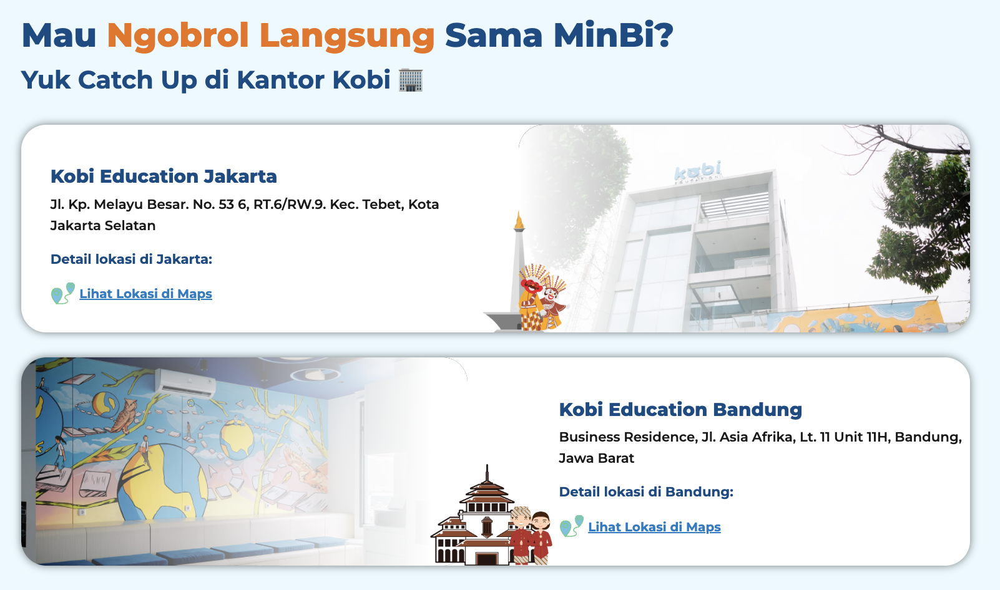 Mau Ngobrol Langsung Sama MinBi?
Yuk Catch Up di Kantor Kobi
Kobi Education Jakarta
Jl. Kp. Melayu Besar. No. 53 6, RT.6/RW.9. Kec. Tebet, Kota
Jakarta Selatan
Detail lokasi di Jakarta:
Lihat Lokasi di Maps
kobi
EDUCATION
Kobi Education Bandung
Business Residence, Jl. Asia Afrika, Lt. 11 Unit 11H, Bandung,
Jawa Barat
Detail lokasi di Bandung:
Lihat Lokasi di Maps